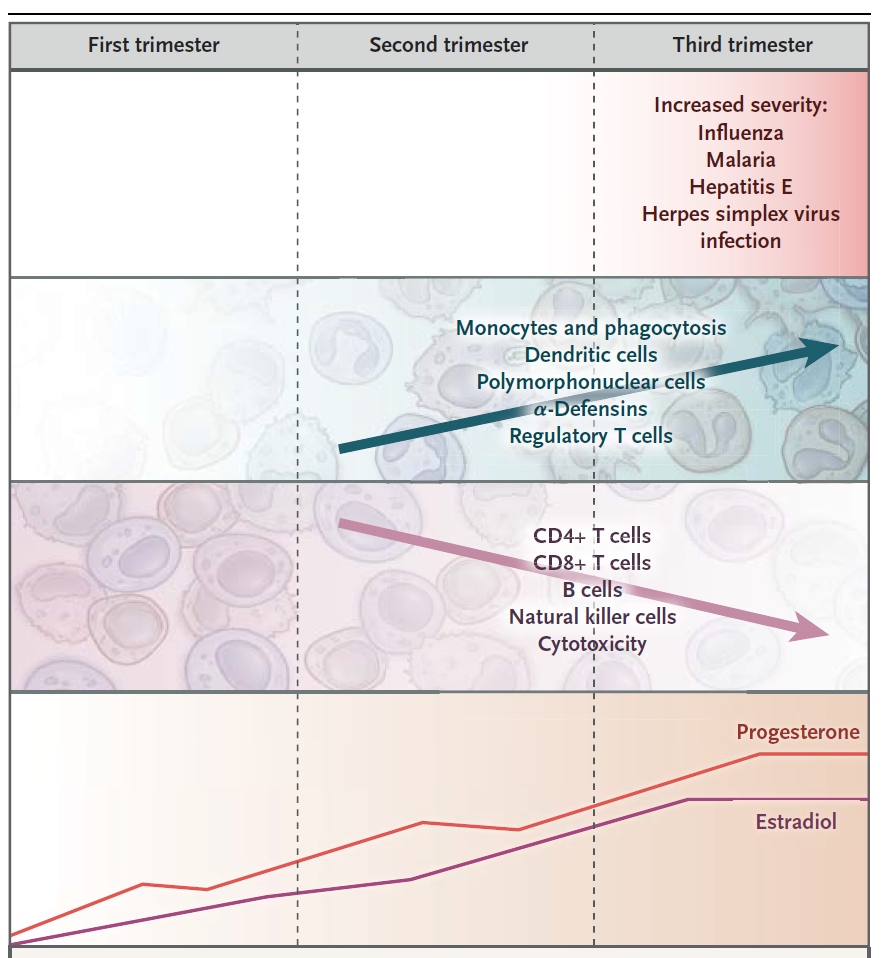 First trimester
Second trimester
Third trimester
Increased severity:
Influenza
Malaria
Hepatitis E
Herpes simplex virus
infection
Monocytes and phagocytosis
Dendritic cells
Polymorphonuclear cells
α-Defensins
Regulatory T cells
CD4+ T cells
CD8+ T cells
B cells
Natural killer cells
Cytotoxicity
Progesterone
Estradiol